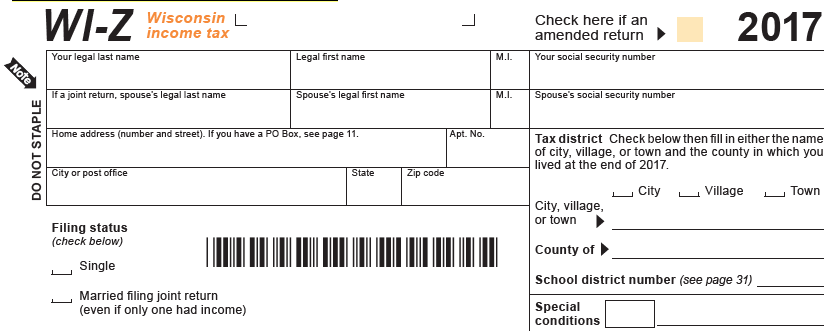 WI-Z Wisconsin
income tax
Check here if an
amended return
2017
Note
DO NOT STAPLE
Your legal last name
Legal first name
M.I.
Your social security number
If a joint return, spouse's legal last name
Spouse's legal first name
M.I.
Spouse's social security number
Home address (number and street). If you have a PO Box, see page 11.
Apt. No.
City or post office
State
Zip code
Tax district Check below then fill in either the name
of city, village, or town and the county in which you
lived at the end of 2017.
City
Village
Town
City, village,
or town
County of
School district number (see page 31)
Special
conditions
Filing status
(check below)
Single
Married filing joint return
(even if only one had income)